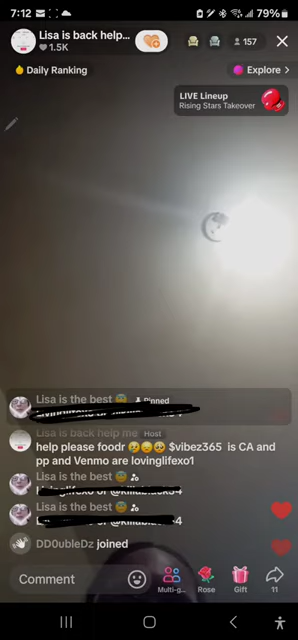 7:12 79%
Lisa is back help...
1.5K
157
Daily Ranking
Explore >
LIVE Lineup
Rising Stars Takeover
Lisa is the best 😇 Pinned
Lisa is back help me Host
help please foodr 😢😞🥺 $vibez365 is CA and
pp and Venmo are lovinglifexo1
Lisa is the best 😇
Lisa is the best 😇
DD0ubleDz joined
Comment
Multi-g...
Rose
Gift
11